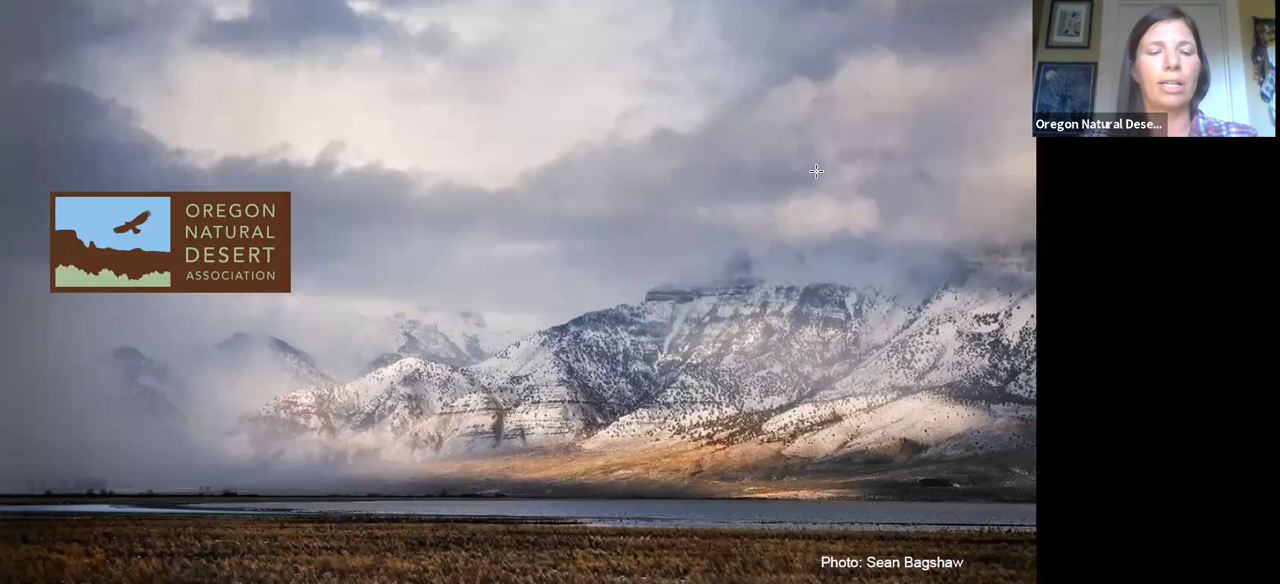 OREGON
NATURAL
DESERT
ASSOCIATION
Oregon Natural Dese...
Photo: Sean Bagshaw